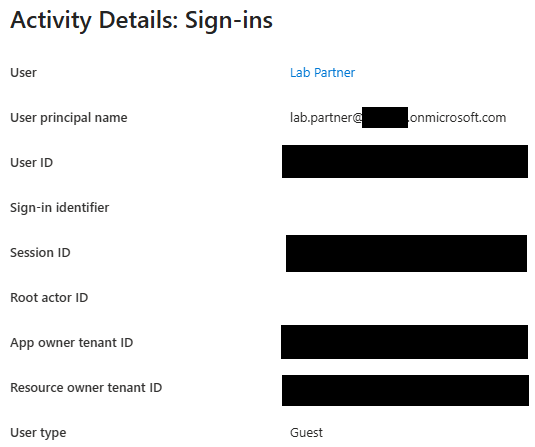 Activity Details: Sign-ins
User Lab Partner
User principal name lab.partner@ .onmicrosoft.com
User ID
Sign-in identifier
Session ID
Root actor ID
App owner tenant ID
Resource owner tenant ID
User type Guest